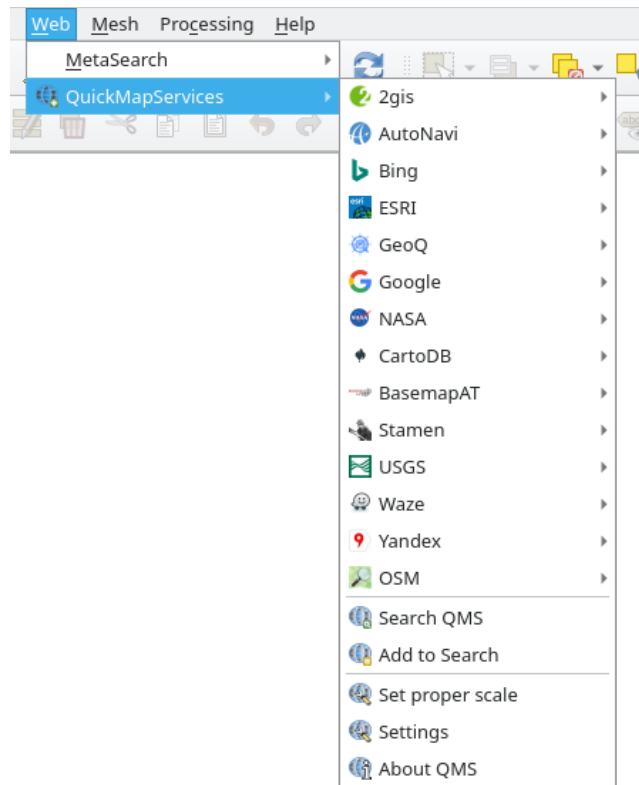 Web Mesh Processing Help
MetaSearch
QuickMapServices
2gis
AutoNavi
Bing
ESRI
GeoQ
Google
NASA
CartoDB
BasemapAT
Stamen
USGS
Waze
Yandex
OSM
Search QMS
Add to Search
Set proper scale
Settings
About QMS